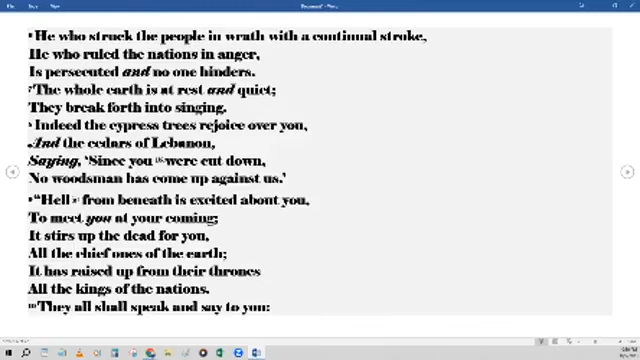 ⁶ He who struck the people in wrath with a continual stroke,
He who ruled the nations in anger,
Is persecuted and no one hinders.
⁷ The whole earth is at rest and quiet;
They break forth into singing.
⁸ Indeed the cypress trees rejoice over you,
And the cedars of Lebanon,
Saying, ‘Since you were cut down,
No woodsman has come up against us.’
⁹ “Hell from beneath is excited about you,
To meet you at your coming;
It stirs up the dead for you,
All the chief ones of the earth;
It has raised up from their thrones
All the kings of the nations.
¹⁰ They all shall speak and say to you: